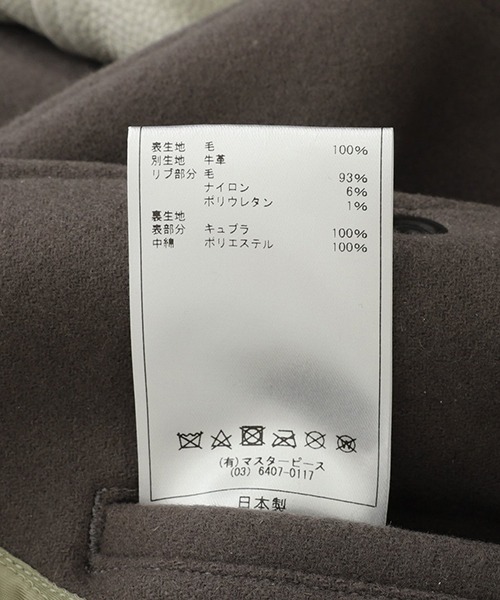 表生地 毛 100%
別生地 牛革
リブ部分 毛 93%
ナイロン 6%
ポリウレタン 1%
裏生地
表部分 キュプラ 100%
中綿 ポリエステル 100%
(有)マスターピース
(03) 6407-0117
日本製